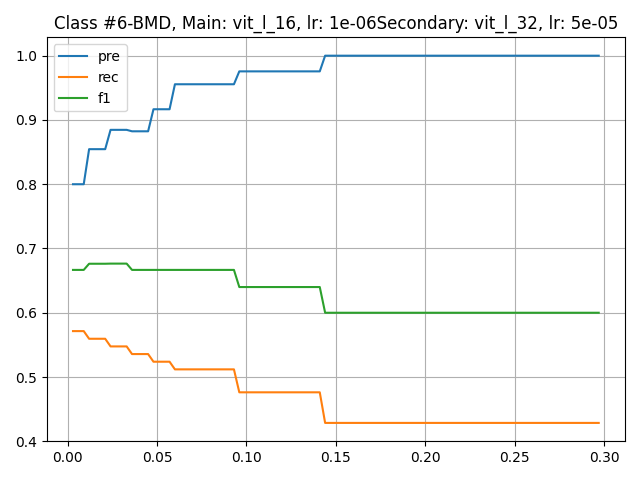 Class #6-BMD, Main: vit_l_16, lr: 1e-06Secondary: vit_l_32, lr: 5e-05
pre
rec
f1
1.0
0.9
0.8
0.7
0.6
0.5
0.4
0.00 0.05 0.10 0.15 0.20 0.25 0.30